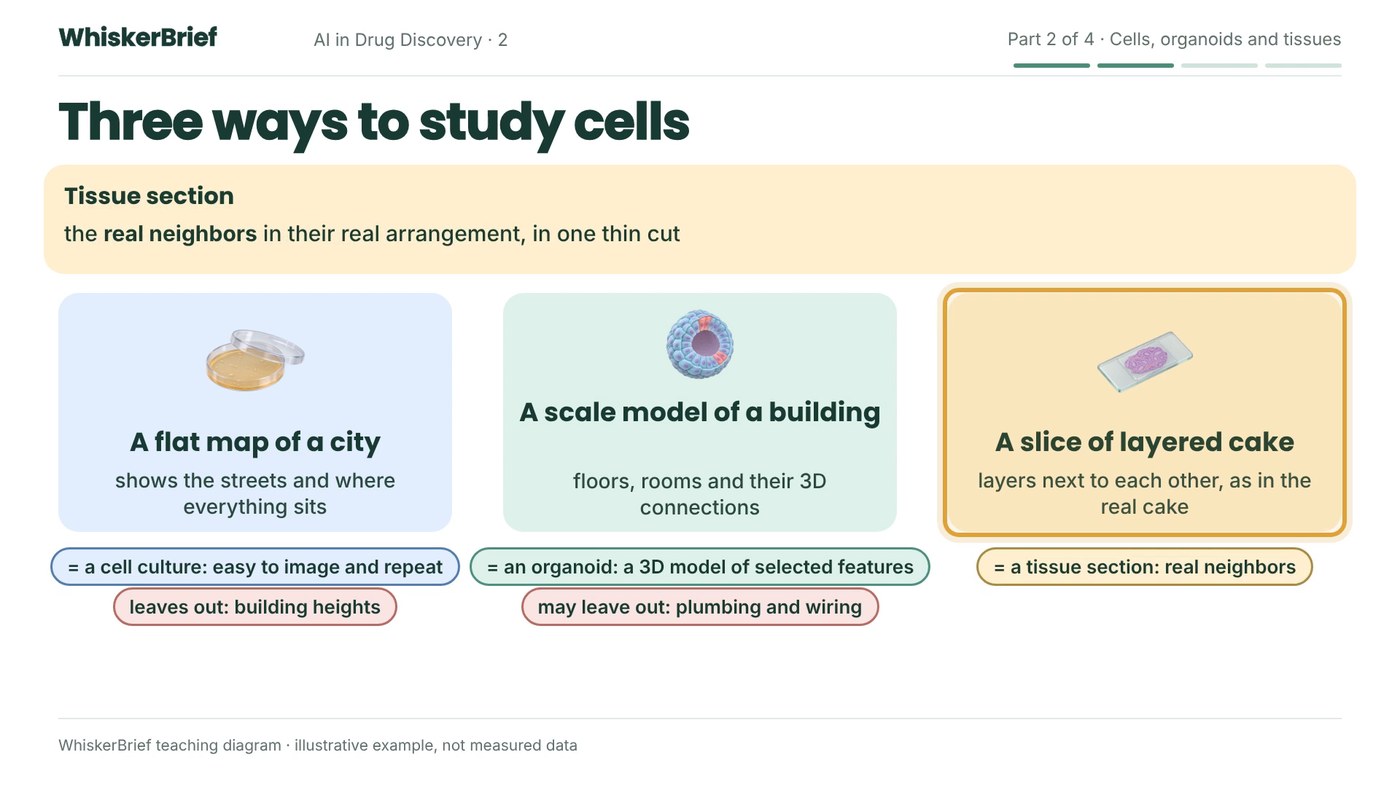 WhiskerBrief
AI in Drug Discovery · 2
Part 2 of 4 · Cells, organoids and tissues
Three ways to study cells
Tissue section
the real neighbors in their real arrangement, in one thin cut
A flat map of a city
shows the streets and where
everything sits
A scale model of a building
floors, rooms and their 3D
connections
A slice of layered cake
layers next to each other, as in the
real cake
= a cell culture: easy to image and repeat
= an organoid: a 3D model of selected features
= a tissue section: real neighbors
leaves out: building heights
may leave out: plumbing and wiring
WhiskerBrief teaching diagram · illustrative example, not measured data